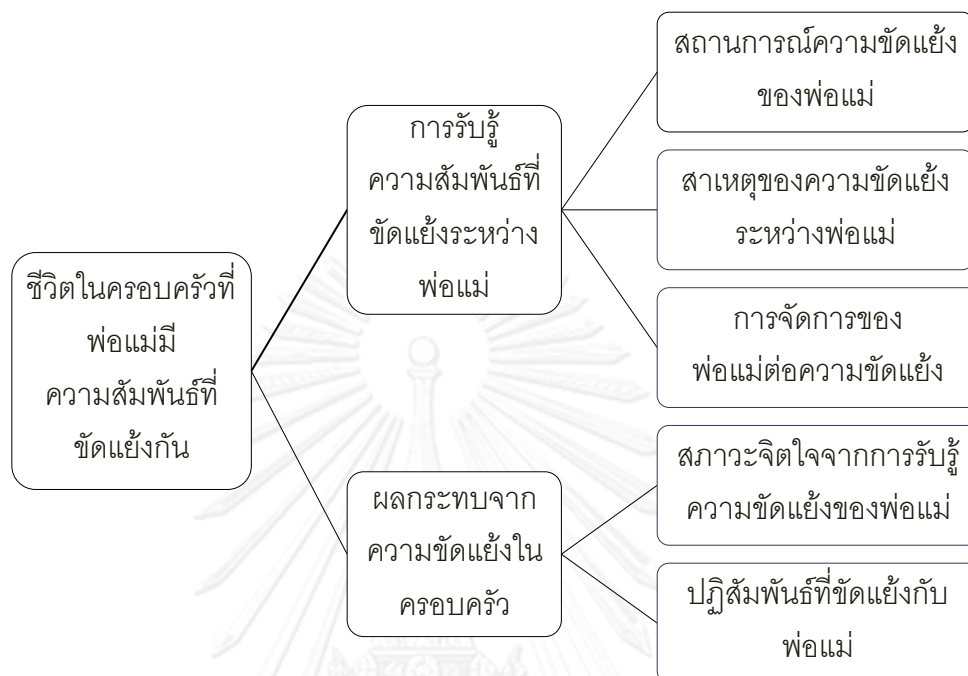 ชีวิตในครอบครัวที่
พ่อแม่มี
ความสัมพันธ์ที่
ขัดแย้งกัน
การรับรู้
ความสัมพันธ์ที่
ขัดแย้งระหว่าง
พ่อแม่
สถานการณ์ความขัดแย้ง
ของพ่อแม่
สาเหตุของความขัดแย้ง
ระหว่างพ่อแม่
การจัดการของ
พ่อแม่ต่อความขัดแย้ง
ผลกระทบจาก
ความขัดแย้งใน
ครอบครัว
สภาวะจิตใจจากการรับรู้
ความขัดแย้งของพ่อแม่
ปฏิสัมพันธ์ที่ขัดแย้งกับ
พ่อแม่